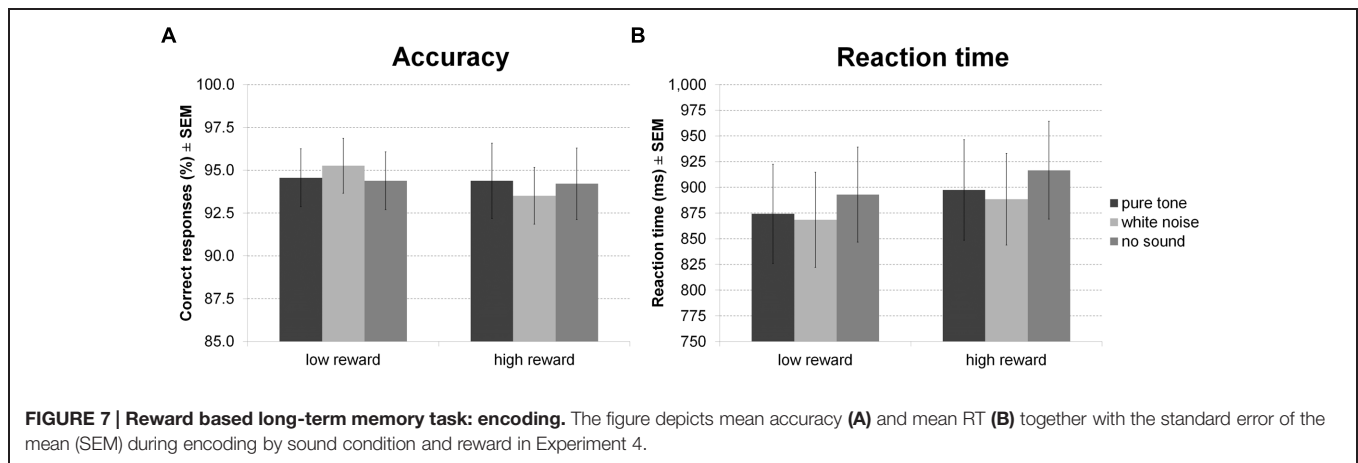 A
Accuracy
Correct responses (%) ± SEM
100.0
97.5
95.0
92.5
90.0
87.5
85.0
low reward
high reward
B
Reaction time
Reaction time (ms) ± SEM
1,000
975
950
925
900
875
850
825
800
775
750
low reward
high reward
pure tone
white noise
no sound
FIGURE 7 | Reward based long-term memory task: encoding. The figure depicts mean accuracy (A) and mean RT (B) together with the standard error of the
mean (SEM) during encoding by sound condition and reward in Experiment 4.